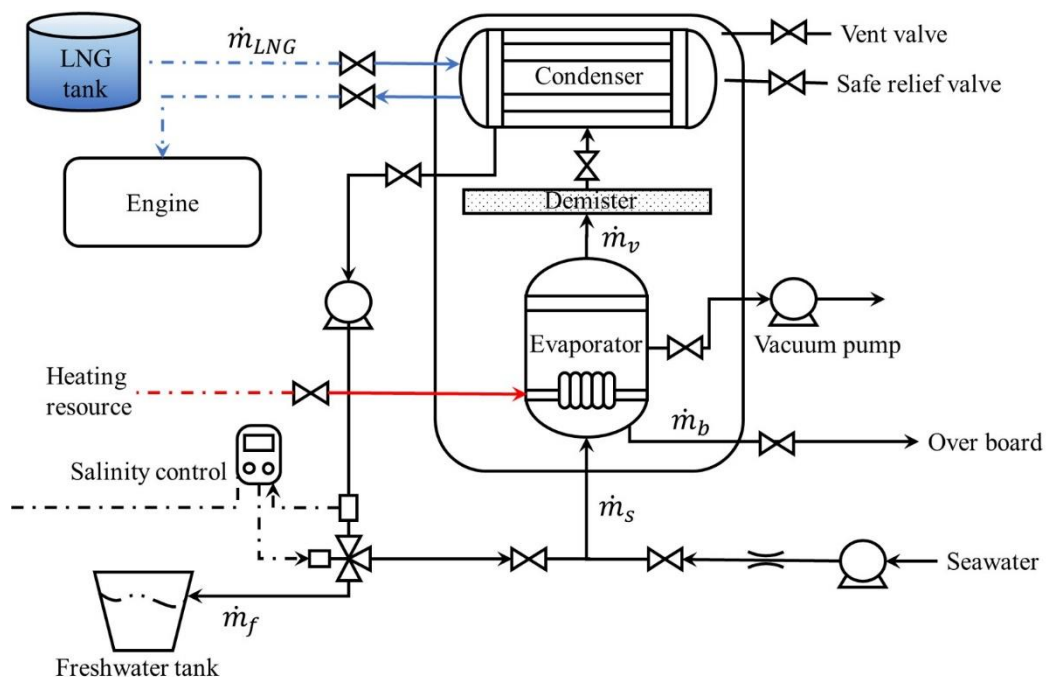 LNG
tank
ṁ_LNG
Condenser
Vent valve
Safe relief valve
Engine
Demister
ṁ_v
Evaporator
Vacuum pump
Heating
resource
ṁ_b
Over board
Salinity control
ṁ_s
Seawater
ṁ_f
Freshwater tank